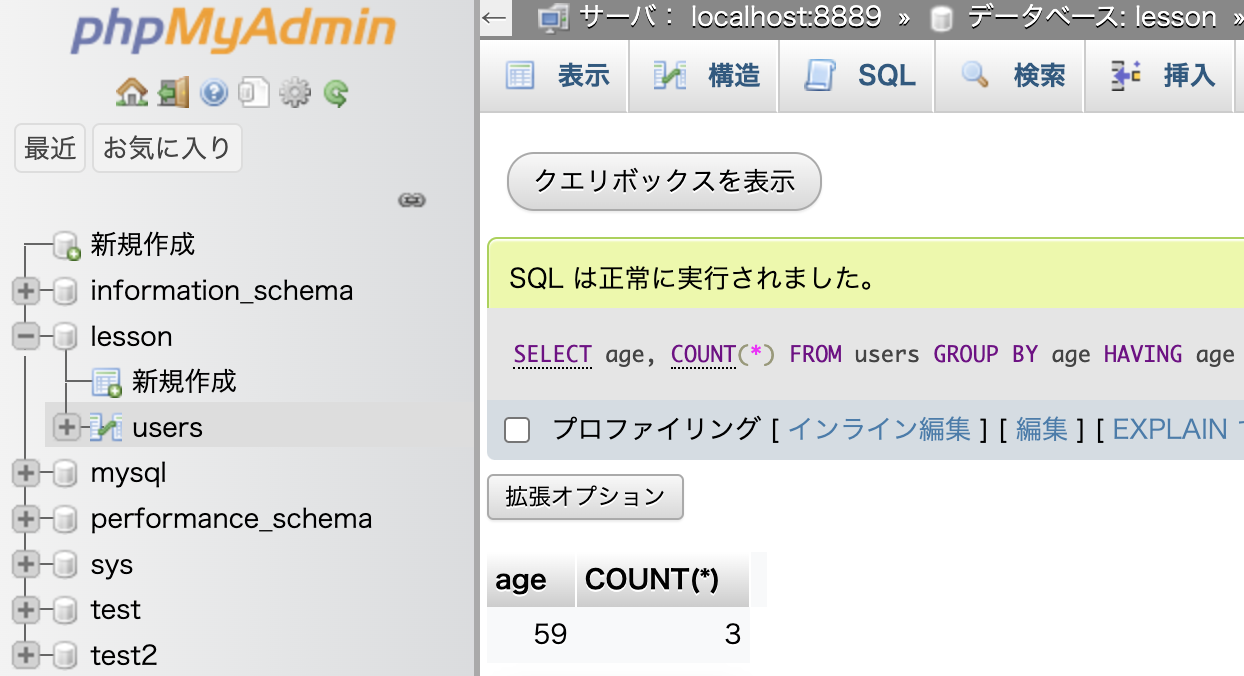 phpMyAdmin
最近 お気に入り
新規作成
information_schema
lesson
新規作成
users
mysql
performance_schema
sys
test
test2
← サーバ： localhost:8889 » データベース: lesson »
表示 構造 SQL 検索 挿入
クエリボックスを表示
SQL は正常に実行されました。
SELECT age, COUNT(*) FROM users GROUP BY age HAVING age
プロファイリング [ インライン編集 ] [ 編集 ] [ EXPLAIN
拡張オプション
age COUNT(*)
59 3